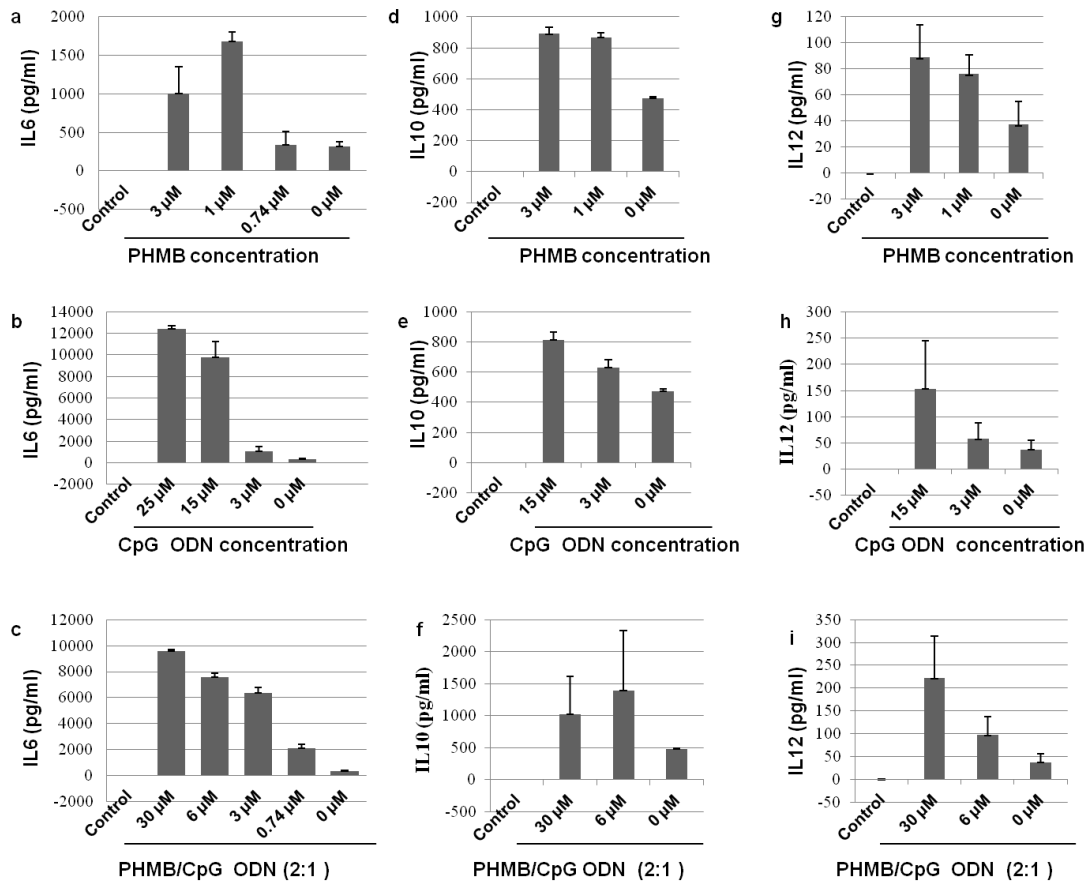 a
IL6 (pg/ml)
2000
1500
1000
500
0
-500
Control
3 µM
1 µM
0.74 µM
0 µM
PHMB concentration
d
IL10 (pg/ml)
1000
800
600
400
200
0
-200
Control
3 µM
1 µM
0 µM
PHMB concentration
g
IL12 (pg/ml)
120
100
80
60
40
20
0
-20
Control
3 µM
1 µM
0 µM
PHMB concentration
b
IL6 (pg/ml)
14000
12000
10000
8000
6000
4000
2000
0
-2000
Control
25 µM
15 µM
3 µM
0 µM
CpG ODN concentration
e
IL10 (pg/ml)
1000
800
600
400
200
0
-200
Control
15 µM
3 µM
0 µM
CpG ODN concentration
h
IL12 (pg/ml)
300
250
200
150
100
50
0
-50
Control
15 µM
3 µM
0 µM
CpG ODN concentration
c
IL6 (pg/ml)
12000
10000
8000
6000
4000
2000
0
-2000
Control
30 µM
6 µM
3 µM
0.74 µM
0 µM
PHMB/CpG ODN (2:1 )
f
IL10 (pg/ml)
2500
2000
1500
1000
500
0
-500
Control
30 µM
6 µM
0 µM
PHMB/CpG ODN (2:1 )
i
IL12 (pg/ml)
350
300
250
200
150
100
50
0
-50
Control
30 µM
6 µM
0 µM
PHMB/CpG ODN (2:1 )